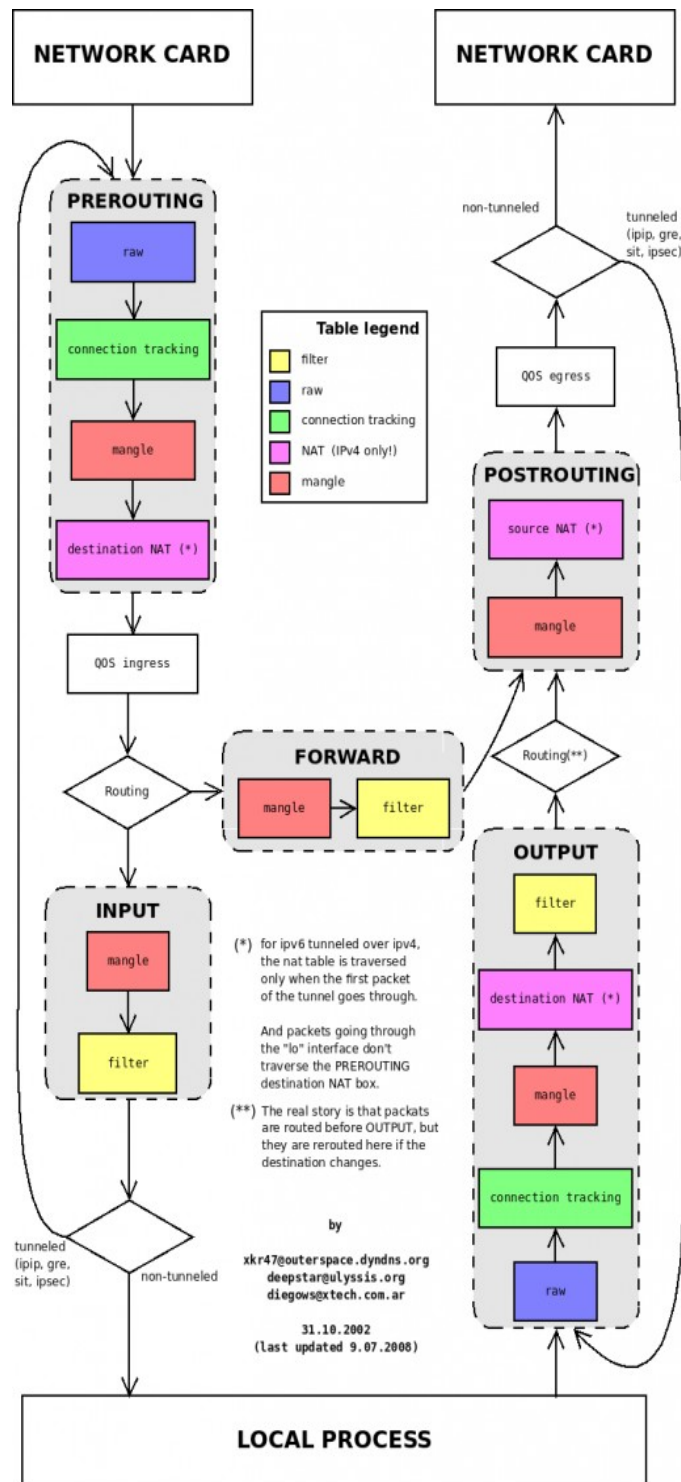 NETWORK CARD
NETWORK CARD
PREROUTING
raw
connection tracking
mangle
destination NAT (*)
QOS ingress
Routing
INPUT
mangle
filter
tunneled
(ipip, gre,
sit, ipsec)
non-tunneled
Table legend
filter
raw
connection tracking
NAT (IPv4 only!)
mangle
FORWARD
mangle
filter
(*) for ipv6 tunneled over ipv4,
the nat table is traversed
only when the first packet
of the tunnel goes through.
And packets going through
the "lo" interface don't
traverse the PREROUTING
destination NAT box.
(**) The real story is that packats
are routed before OUTPUT, but
they are rerouted here if the
destination changes.
by
xkr47@outerspace.dyndns.org
deepstar@ulyssis.org
diegows@xtech.com.ar
31.10.2002
(last updated 9.07.2008)
non-tunneled
tunneled
(ipip, gre,
sit, ipsec)
QOS egress
POSTROUTING
source NAT (*)
mangle
Routing(**)
OUTPUT
filter
destination NAT (*)
mangle
connection tracking
raw
LOCAL PROCESS